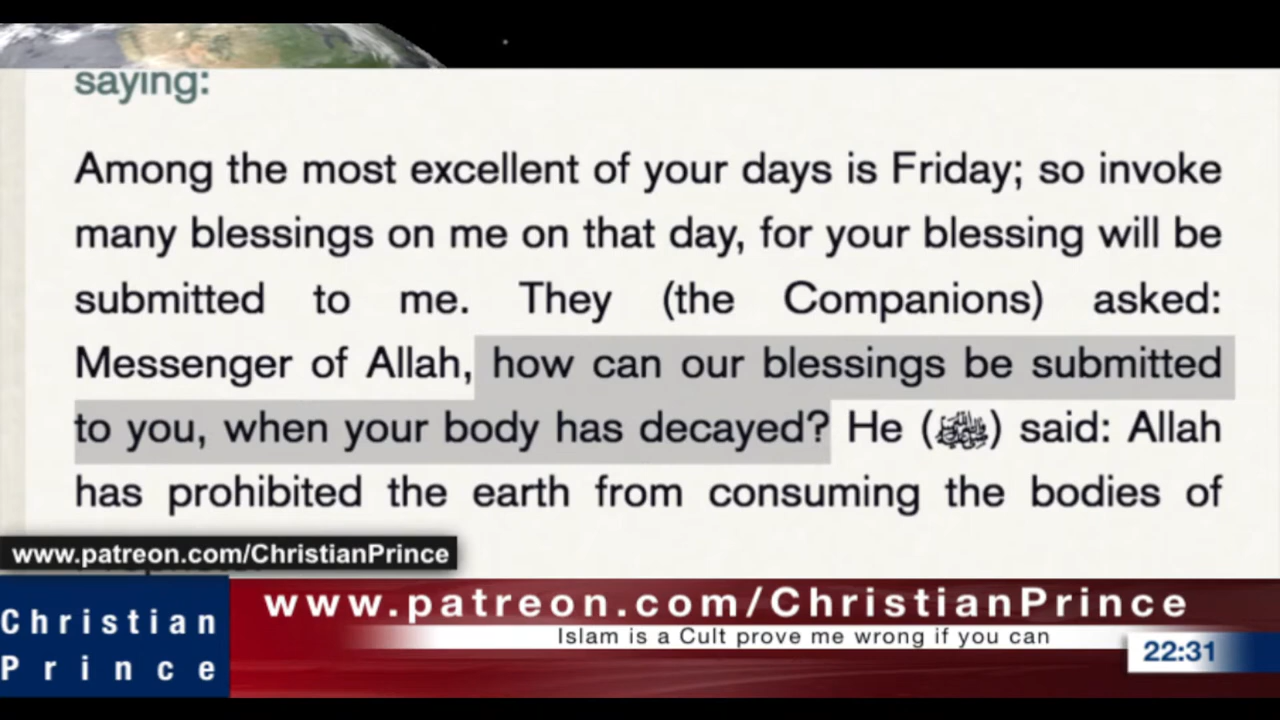 saying:
Among the most excellent of your days is Friday; so invoke
many blessings on me on that day, for your blessing will be
submitted to me. They (the Companions) asked:
Messenger of Allah, how can our blessings be submitted
to you, when your body has decayed? He (ﷺ) said: Allah
has prohibited the earth from consuming the bodies of
www.patreon.com/ChristianPrince
Christian
Prince
www.patreon.com/ChristianPrince
Islam is a Cult prove me wrong if you can
22:31